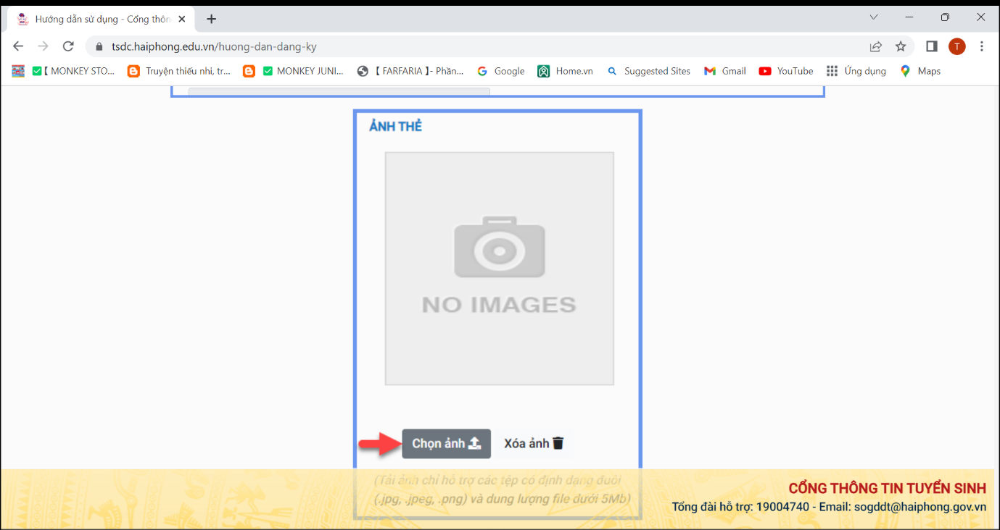 Hướng dẫn sử dụng - Cổng thôn
tsdc.haiphong.edu.vn/huong-dan-dang-ky
T
【 MONKEY STO...
Truyện thiếu nhi, tr...
MONKEY JUNI...
【 FARFARIA 】- Phần...
Google
Home.vn
Suggested Sites
Gmail
YouTube
Ứng dụng
Maps
ẢNH THẺ
NO IMAGES
Chọn ảnh
Xóa ảnh
(Tải ảnh chỉ hỗ trợ các tệp có định dạng đuôi
(.jpg, .jpeg, .png) và dung lượng file dưới 5Mb)
CỔNG THÔNG TIN TUYỂN SINH
Tổng đài hỗ trợ: 19004740 - Email: sogddt@haiphong.gov.vn